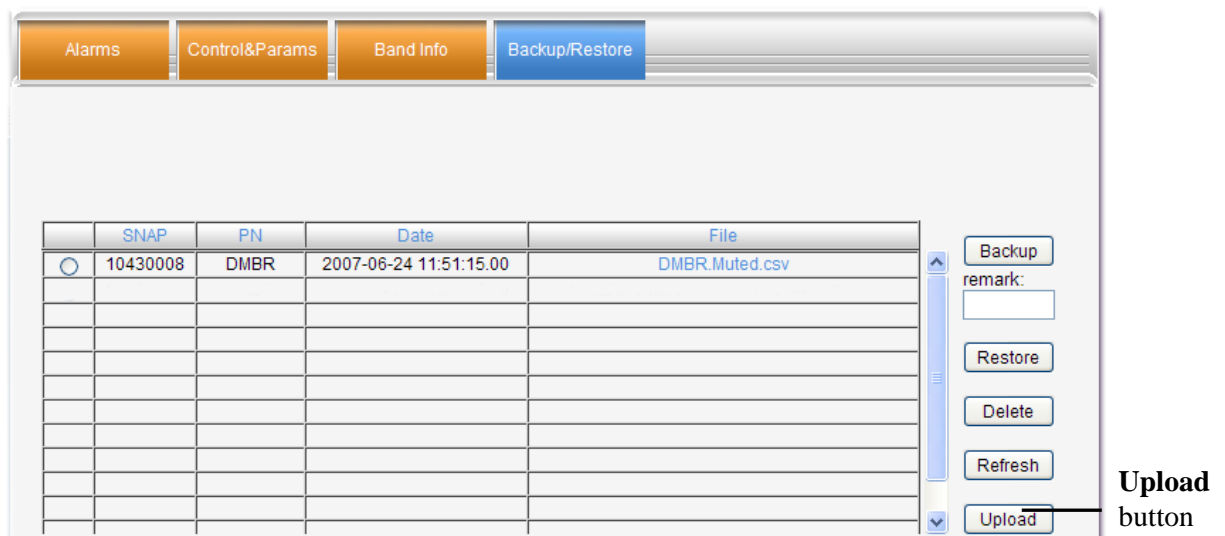 Alarms Control&Params Band Info Backup/Restore
SNAP PN Date File
10430008 DMBR 2007-06-24 11:51:15.00 DMBR.Muted.csv
Backup
remark:
Restore
Delete
Refresh
Upload
Upload
button